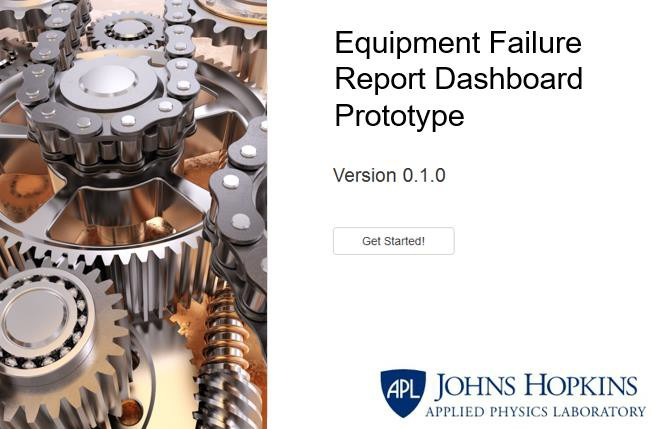 Equipment Failure
Report Dashboard
Prototype
Version 0.1.0
Get Started!
APL JOHNS HOPKINS
APPLIED PHYSICS LABORATORY